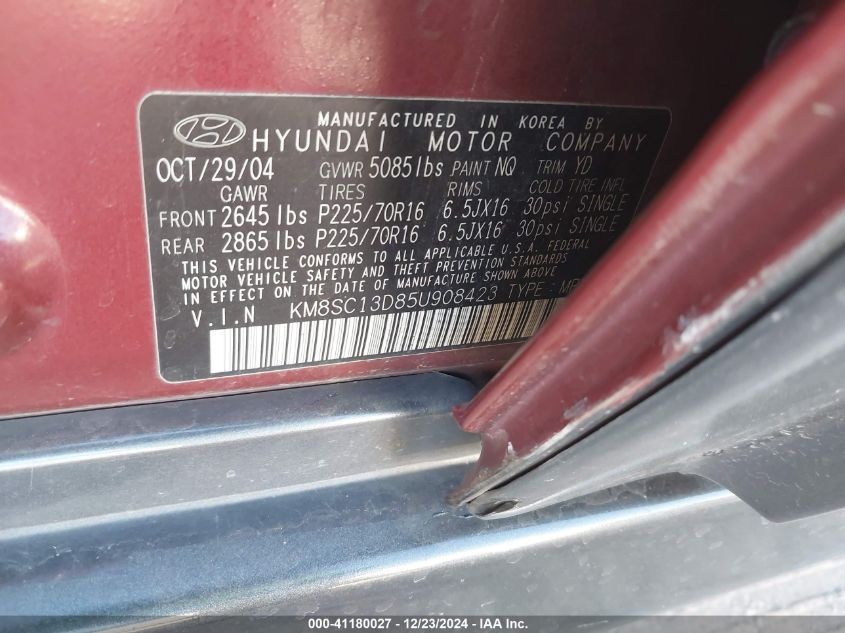 MANUFACTURED IN KOREA BY
HYUNDAI MOTOR COMPANY
OCT/29/04 GVWR 5085lbs PAINT NQ TRIM YD
GAWR TIRES RIMS COLD TIRE INFL
FRONT 2645 lbs P225/70R16 6.5JX16 30psi SINGLE
REAR 2865 lbs P225/70R16 6.5JX16 30psi SINGLE
THIS VEHICLE CONFORMS TO ALL APPLICABLE U.S.A. FEDERAL
MOTOR VEHICLE SAFETY AND THEFT PREVENTION STANDARDS
IN EFFECT ON THE DATE OF MANUFACTURE SHOWN ABOVE
V.I.N KM8SC13D85U908423 TYPE : MP
000-41180027 - 12/23/2024 - IAAI.com.